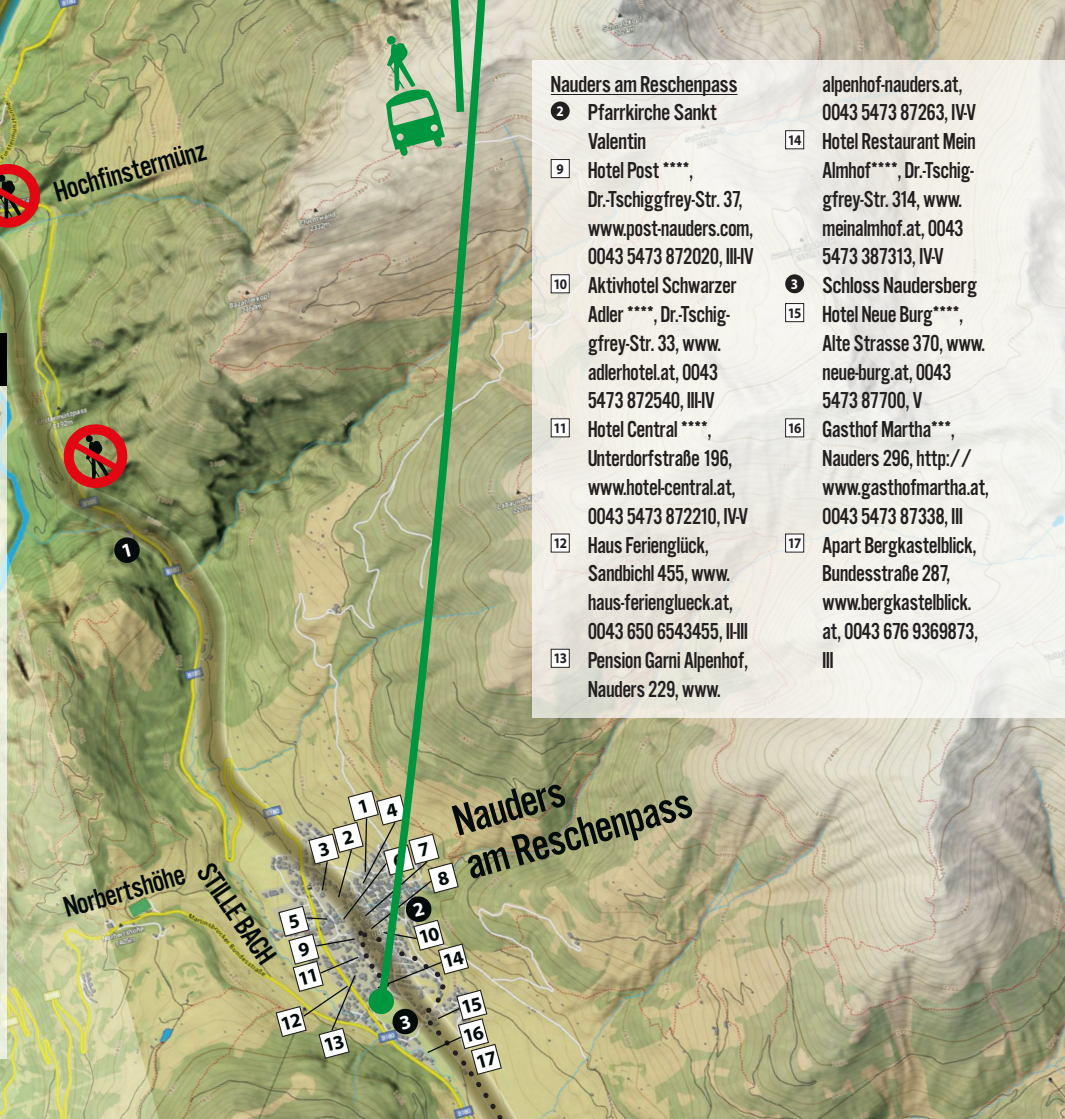 Nauders am Reschenpass
2 Pfarrkirche Sankt
Valentin
9 Hotel Post ****,
Dr.-Tschiggfrey-Str. 37,
www.post-nauders.com,
0043 5473 872020, III-IV
10 Aktivhotel Schwarzer
Adler ****, Dr.-Tschig-
gfrey-Str. 33, www.
adlerhotel.at, 0043
5473 872540, III-IV
11 Hotel Central ****,
Unterdorfstraße 196,
www.hotel-central.at,
0043 5473 872210, IV-V
12 Haus Ferienglück,
Sandbichl 455, www.
haus-ferienglueck.at,
0043 650 6543455, II-III
13 Pension Garni Alpenhof,
Nauders 229, www.
alpenhof-nauders.at,
0043 5473 87263, IV-V
14 Hotel Restaurant Mein
Almhof****, Dr.-Tschig-
gfrey-Str. 314, www.
meinalmhof.at, 0043
5473 387313, IV-V
3 Schloss Naudersberg
15 Hotel Neue Burg****,
Alte Strasse 370, www.
neue-burg.at, 0043
5473 87700, V
16 Gasthof Martha***,
Nauders 296, http://
www.gasthofmartha.at,
0043 5473 87338, III
17 Apart Bergkastelblick,
Bundesstraße 287,
www.bergkastelblick.
at, 0043 676 9369873,
III
Hochfinstermünz
1
Nauders
am Reschenpass
Norbertshöhe
STILLEBACH
Martinsbrucker Bundesstraße
1
4
3
2
7
8
2
5
10
9
14
11
15
12
3
16
13
17